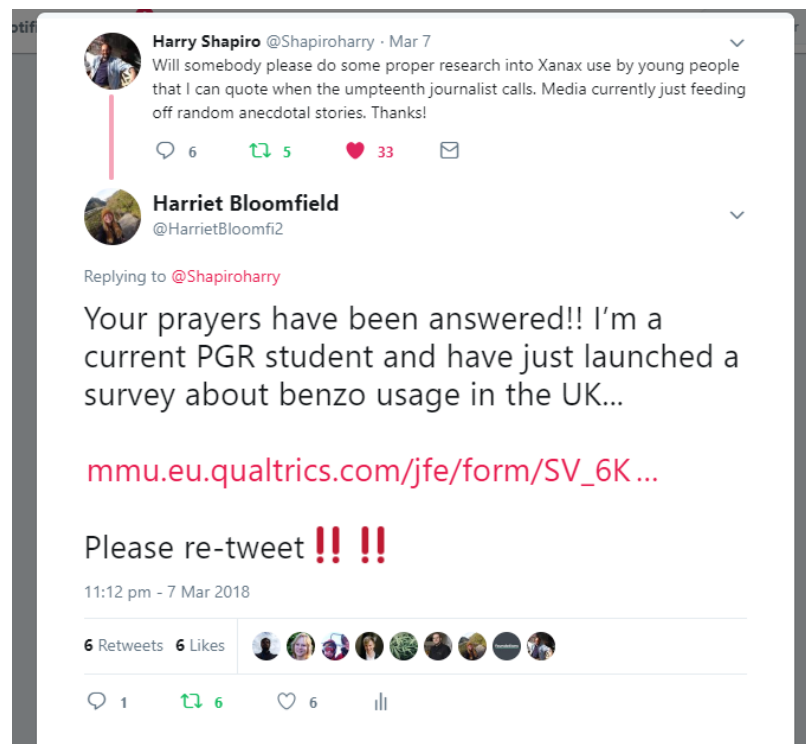 Harry Shapiro @Shapiroharry · Mar 7
Will somebody please do some proper research into Xanax use by young people
that I can quote when the umpteenth journalist calls. Media currently just feeding
off random anecdotal stories. Thanks!
6 5 33
Harriet Bloomfield
@HarrietBloomfi2
Replying to @Shapiroharry
Your prayers have been answered!! I'm a
current PGR student and have just launched a
survey about benzo usage in the UK...
mmu.eu.qualtrics.com/jfe/form/SV_6K...
Please re-tweet‼ ‼
11:12 pm - 7 Mar 2018
6 Retweets 6 Likes
1 6 6